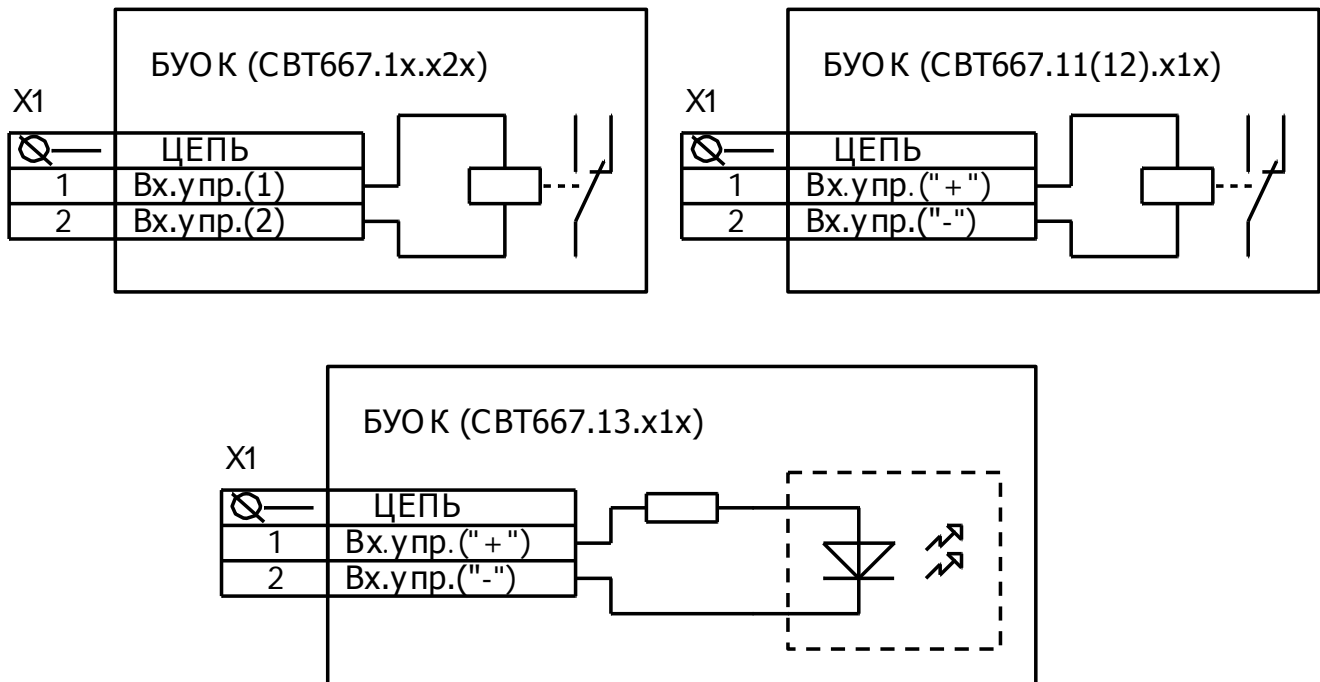 БУОК (СВТ667.1х.х2х)
X1
ЦЕПЬ
1 Вх.упр.(1)
2 Вх.упр.(2)
БУОК (СВТ667.11(12).х1х)
X1
ЦЕПЬ
1 Вх.упр.("+")
2 Вх.упр.("-")
БУОК (СВТ667.13.х1х)
X1
ЦЕПЬ
1 Вх.упр.("+")
2 Вх.упр.("-")